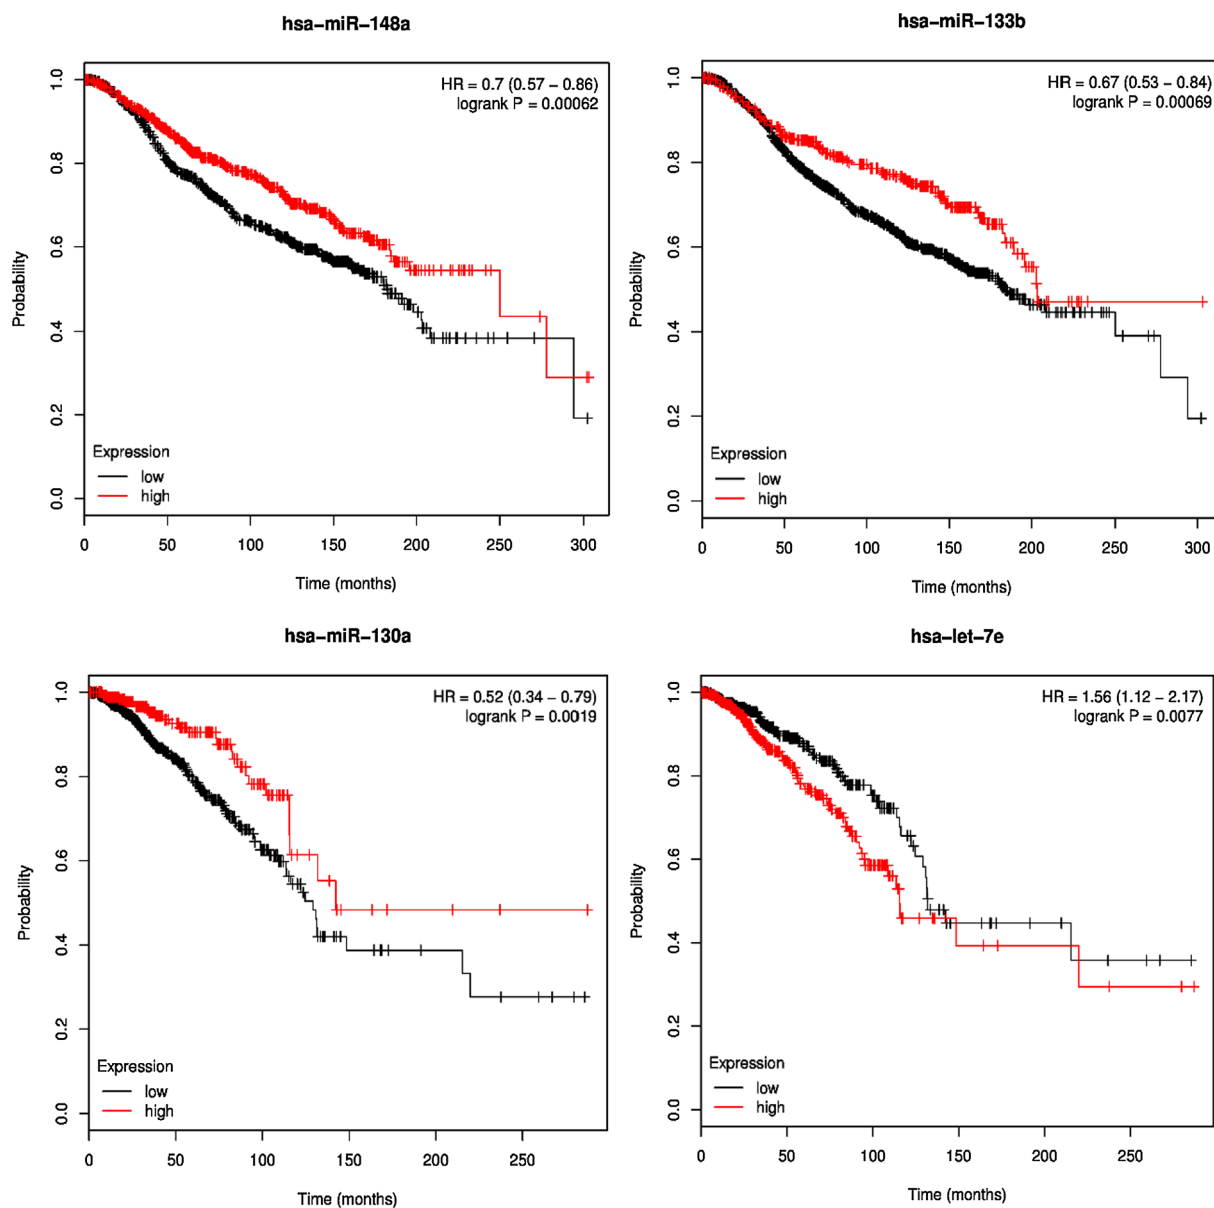 hsa-miR-148a
HR = 0.7 (0.57 - 0.86)
logrank P = 0.00062
Probability
0.0 0.2 0.4 0.6 0.8 1.0
Expression
low
high
0 50 100 150 200 250 300
Time (months)
hsa-miR-133b
HR = 0.67 (0.53 - 0.84)
logrank P = 0.00069
Probability
0.0 0.2 0.4 0.6 0.8 1.0
Expression
low
high
0 50 100 150 200 250 300
Time (months)
hsa-miR-130a
HR = 0.52 (0.34 - 0.79)
logrank P = 0.0019
Probability
0.0 0.2 0.4 0.6 0.8 1.0
Expression
low
high
0 50 100 150 200 250
Time (months)
hsa-let-7e
HR = 1.56 (1.12 - 2.17)
logrank P = 0.0077
Probability
0.0 0.2 0.4 0.6 0.8 1.0
Expression
low
high
0 50 100 150 200 250
Time (months)